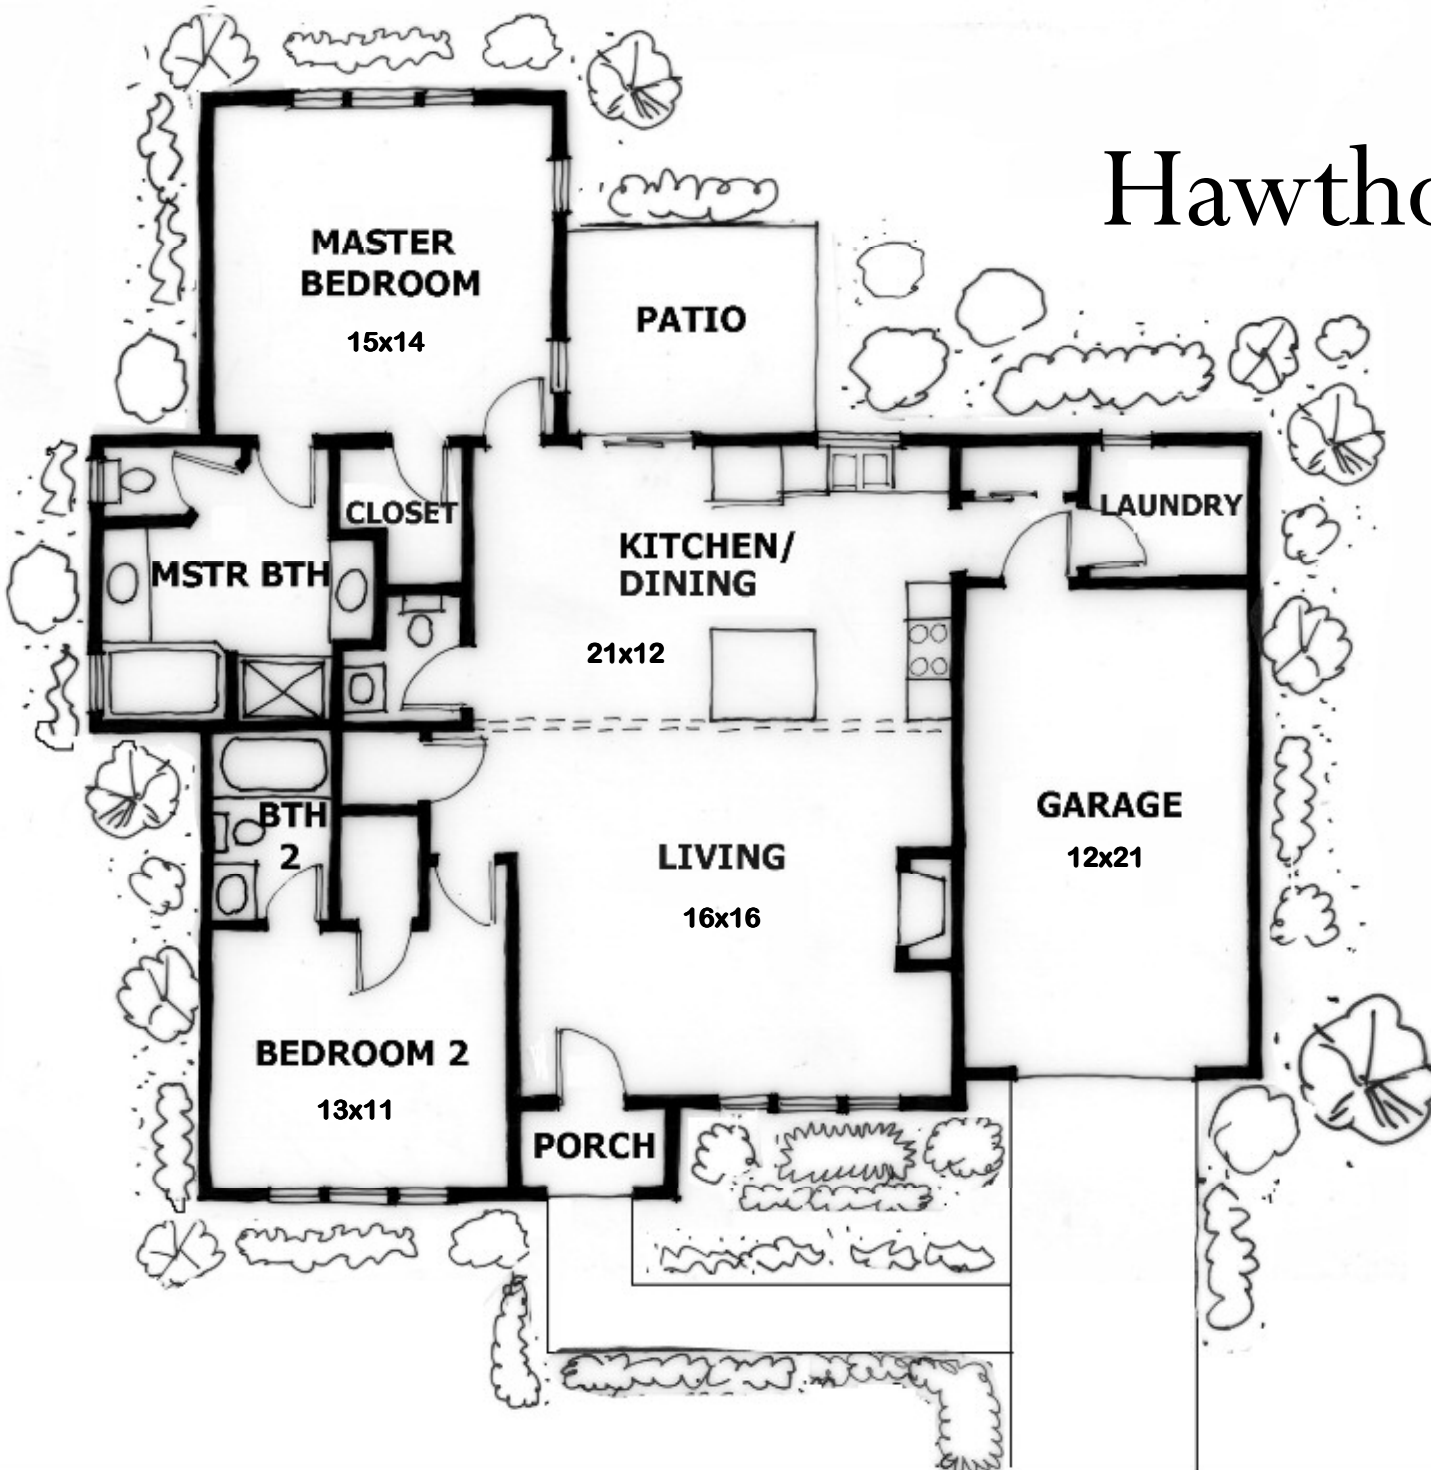 Hawtho
MASTER
BEDROOM
15x14
PATIO
CLOSET
LAUNDRY
KITCHEN/
DINING
21x12
MSTR BTH
BTH
2
LIVING
16x16
GARAGE
12x21
BEDROOM 2
13x11
PORCH